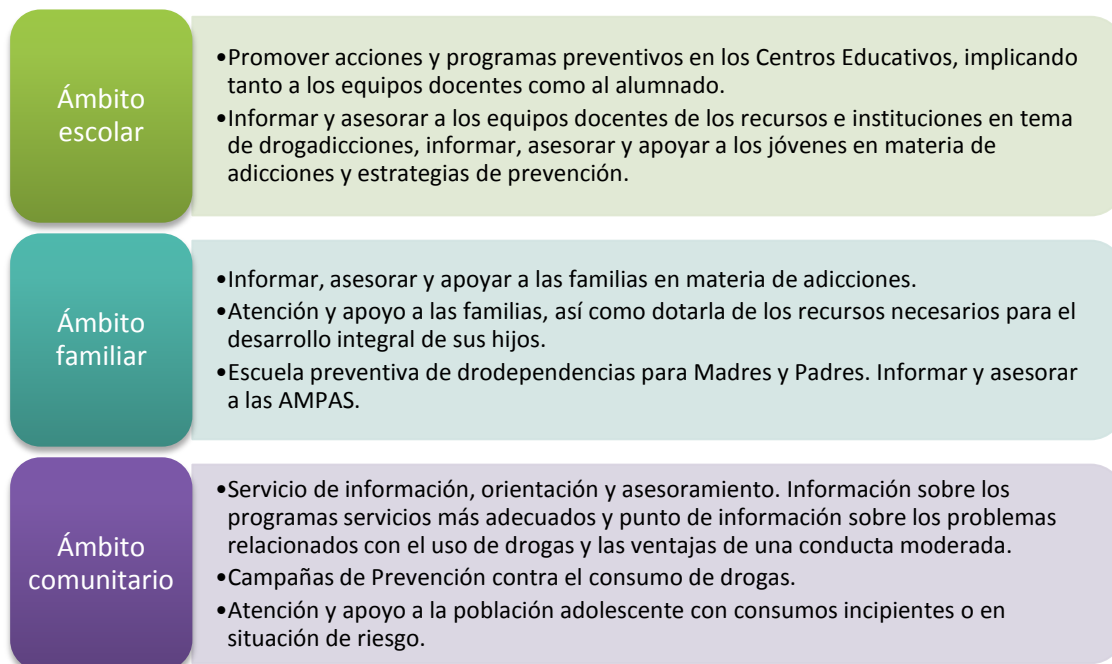 Ámbito
escolar
•Promover acciones y programas preventivos en los Centros Educativos, implicando
tanto a los equipos docentes como al alumnado.
•Informar y asesorar a los equipos docentes de los recursos e instituciones en tema
de drogadicciones, informar, asesorar y apoyar a los jóvenes en materia de
adicciones y estrategias de prevención.
Ámbito
familiar
•Informar, asesorar y apoyar a las familias en materia de adicciones.
•Atención y apoyo a las familias, así como dotarla de los recursos necesarios para el
desarrollo integral de sus hijos.
•Escuela preventiva de drodependencias para Madres y Padres. Informar y asesorar
a las AMPAS.
Ámbito
comunitario
•Servicio de información, orientación y asesoramiento. Información sobre los
programas servicios más adecuados y punto de información sobre los problemas
relacionados con el uso de drogas y las ventajas de una conducta moderada.
•Campañas de Prevención contra el consumo de drogas.
•Atención y apoyo a la población adolescente con consumos incipientes o en
situación de riesgo.